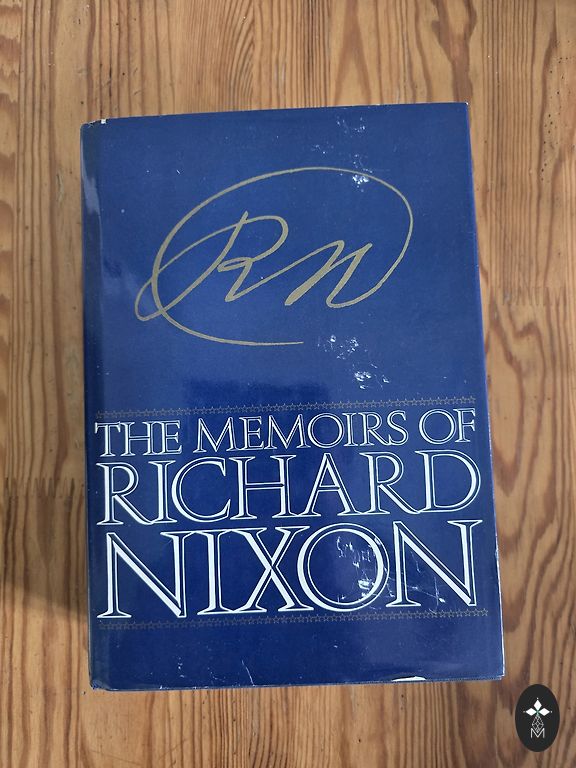 RN
THE MEMOIRS OF
RICHARD
NIXON
M